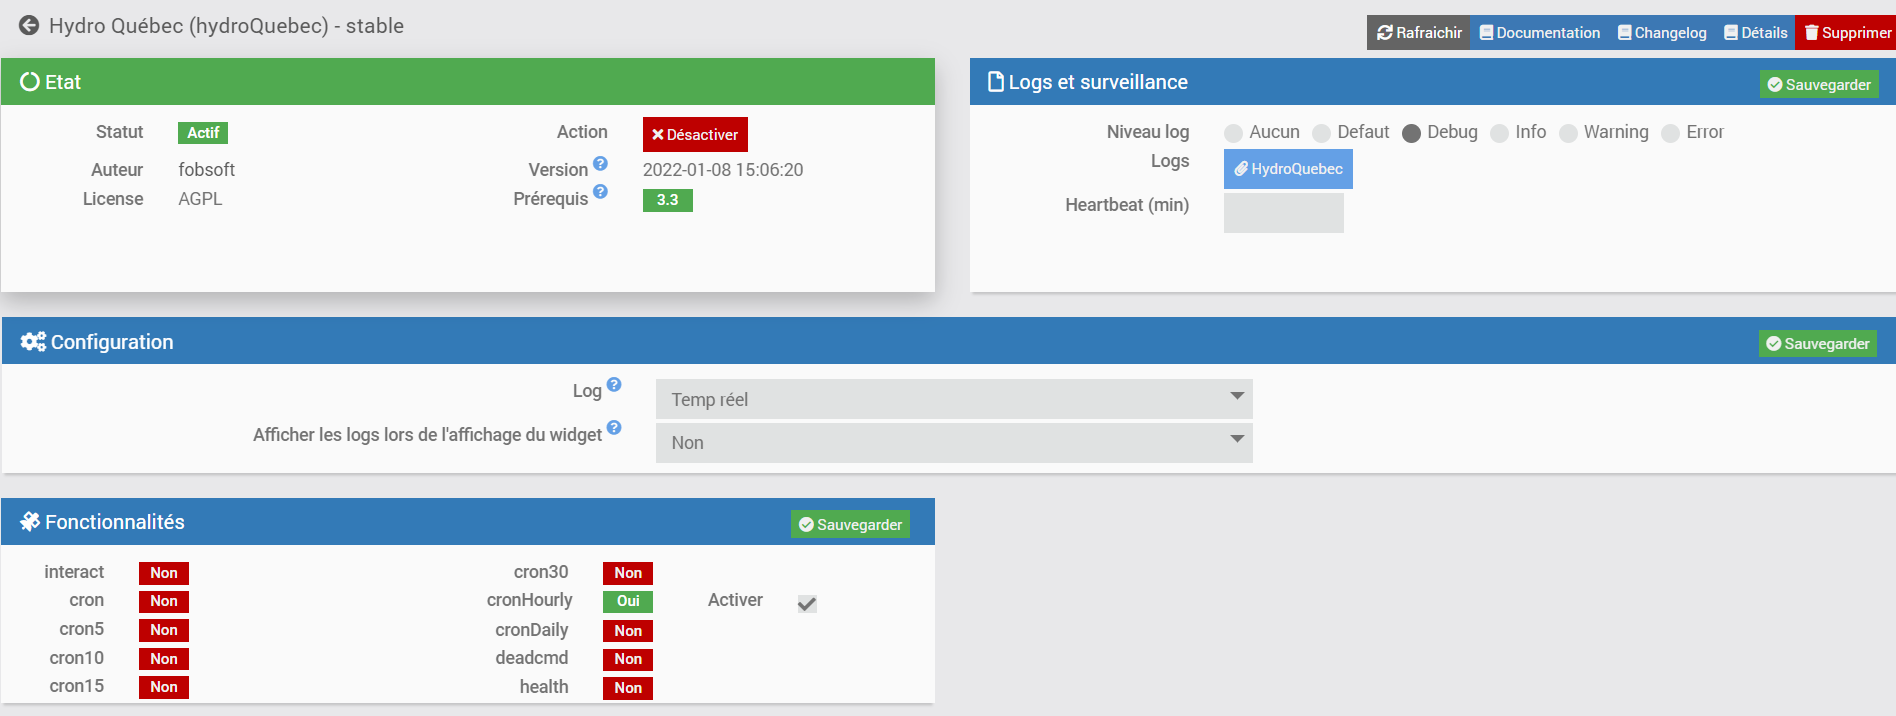 Hydro Québec (hydroQuebec) - stable
Rafraichir Documentation Changelog Détails Supprimer
Etat
Statut Actif Action Désactiver
Auteur fobsoft Version ? 2022-01-08 15:06:20
License AGPL Prérequis ? 3.3
Logs et surveillance Sauvegarder
Niveau log Aucun Defaut Debug Info Warning Error
Logs HydroQuebec
Heartbeat (min)
Configuration Sauvegarder
Log ? Temp réel
Afficher les logs lors de l'affichage du widget ? Non
Fonctionnalités Sauvegarder
interact Non cron30 Non
cron Non cronHourly Oui Activer
cron5 Non cronDaily Non
cron10 Non deadcmd Non
cron15 Non health Non